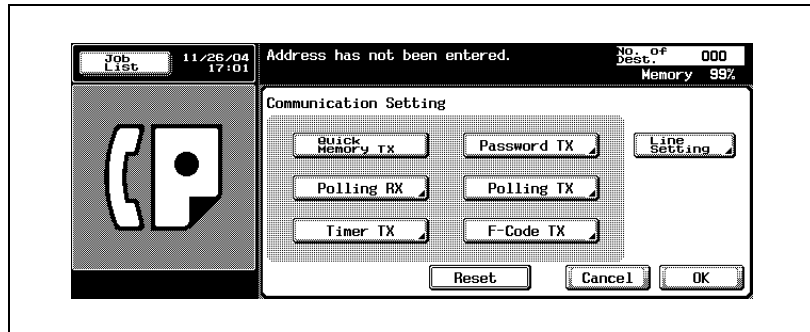 Job List
11/26/04
17:01
Address has not been entered.
No. of Dest. 000
Memory 99%
Communication Setting
Quick Memory TX
Password TX
Line Setting
Polling RX
Polling TX
Timer TX
F-Code TX
Reset
Cancel
OK